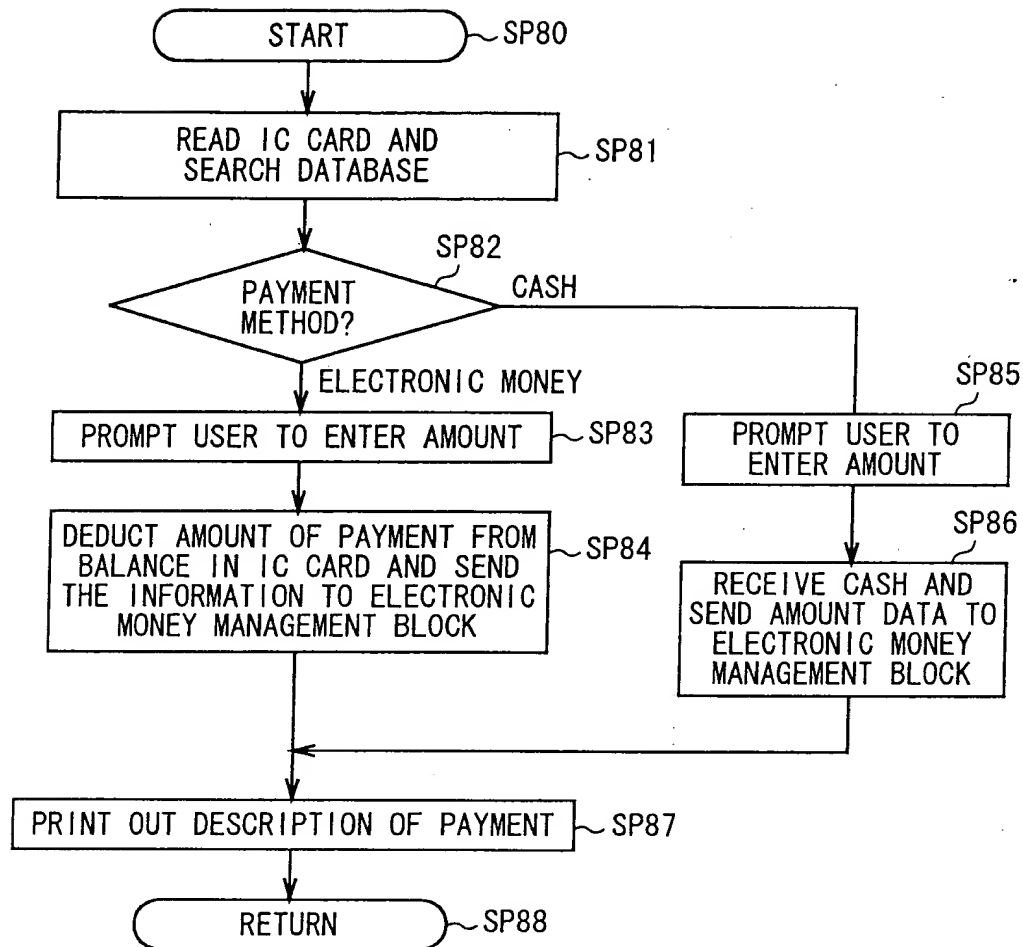 START
SP80
READ IC CARD AND
SEARCH DATABASE
SP81
SP82
PAYMENT
METHOD?
CASH
ELECTRONIC MONEY
PROMPT USER TO ENTER AMOUNT
SP83
SP85
PROMPT USER TO
ENTER AMOUNT
DEDUCT AMOUNT OF PAYMENT FROM
BALANCE IN IC CARD AND SEND
THE INFORMATION TO ELECTRONIC
MONEY MANAGEMENT BLOCK
SP84
SP86
RECEIVE CASH AND
SEND AMOUNT DATA TO
ELECTRONIC MONEY
MANAGEMENT BLOCK
PRINT OUT DESCRIPTION OF PAYMENT
SP87
RETURN
SP88